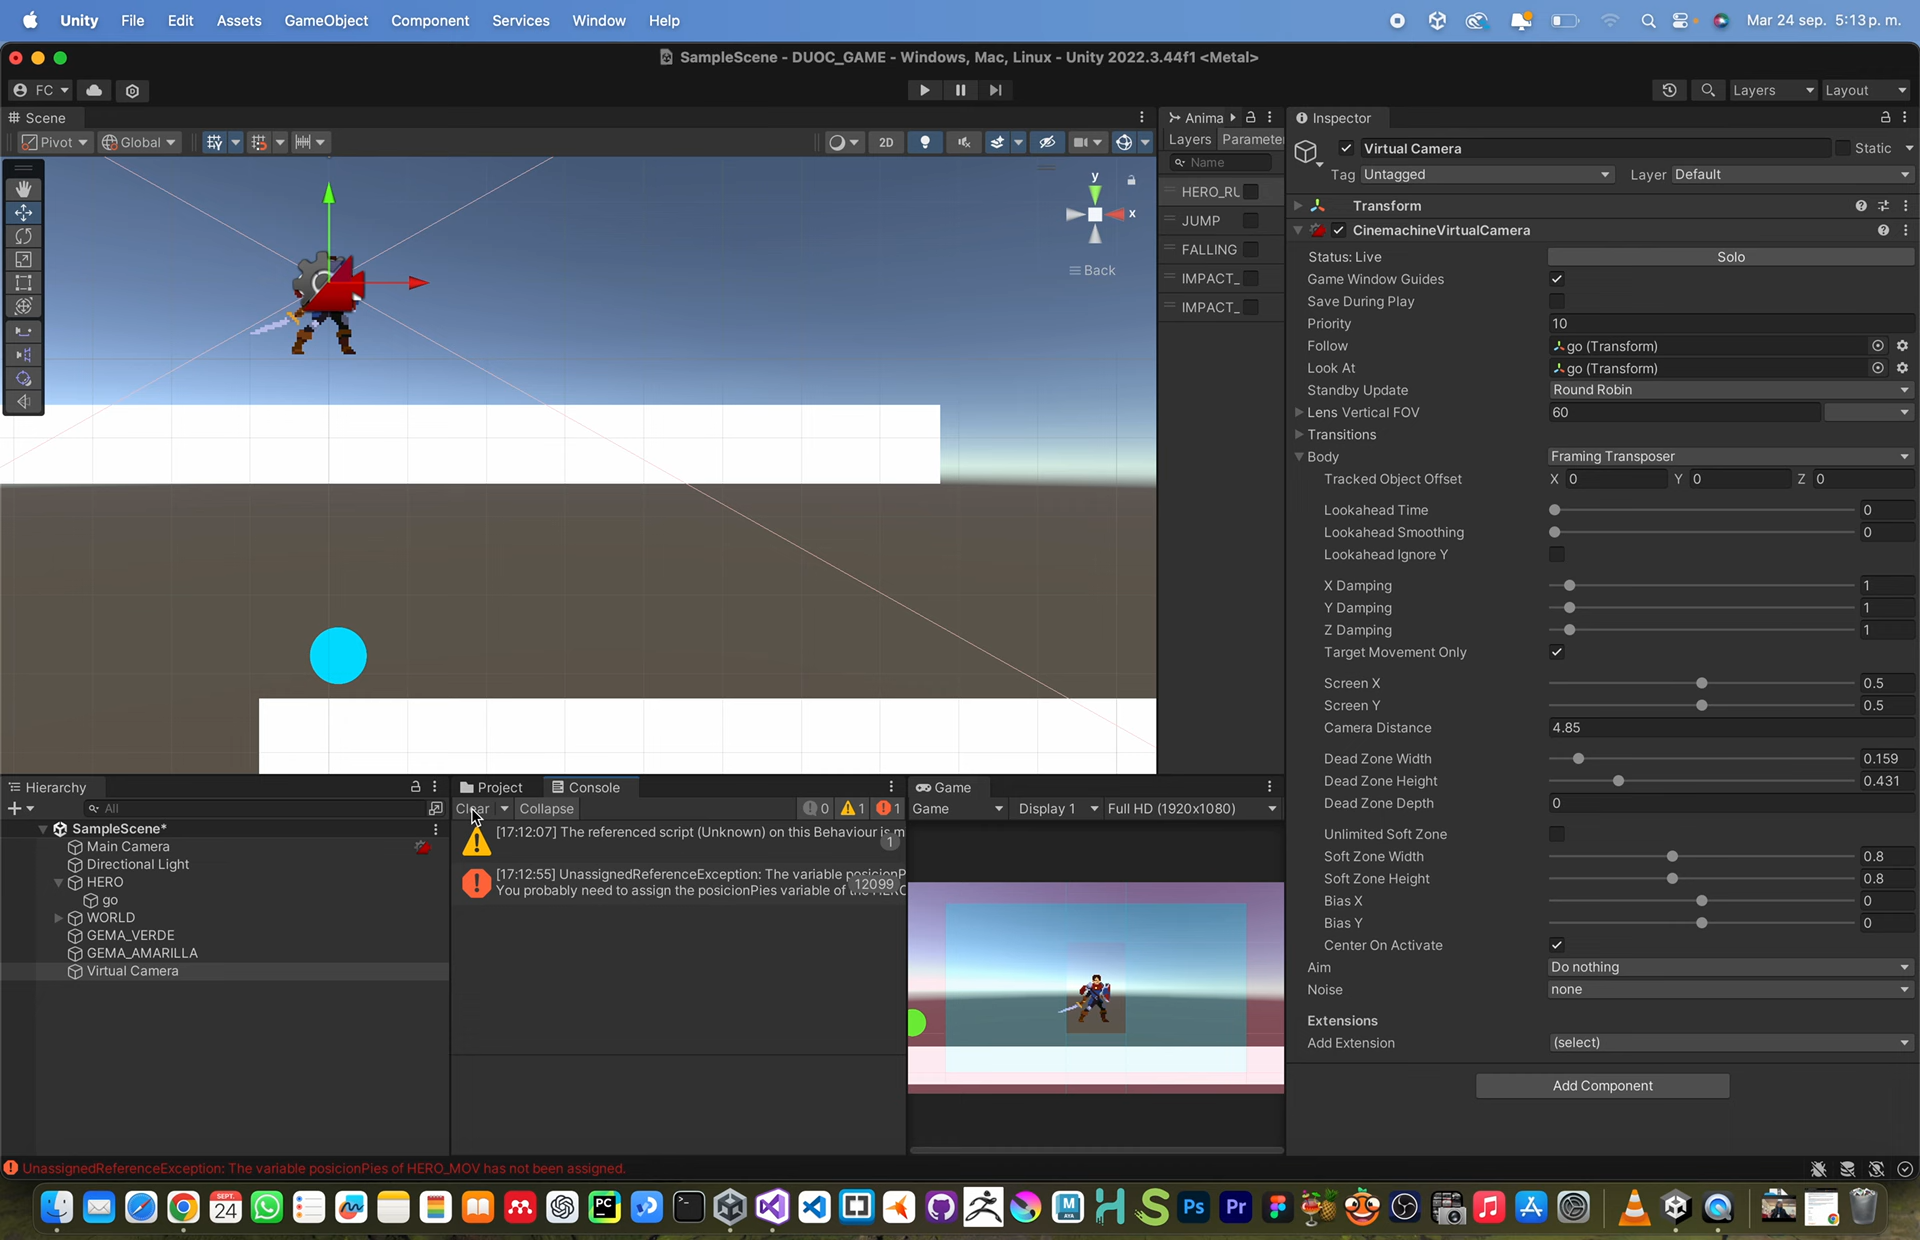 Unity File Edit Assets GameObject Component Services Window Help Mar 24 sep. 5:13 p. m.
SampleScene - DUOC_GAME - Windows, Mac, Linux - Unity 2022.3.44f1 <Metal>
FC Layers Layout
Scene
Pivot Global 2D
y
x
Back
Anima
Layers Parameter
Name
HERO_RU
JUMP
FALLING
IMPACT_
IMPACT_
Inspector
Virtual Camera Static
Tag Untagged Layer Default
Transform
CinemachineVirtualCamera
Status: Live Solo
Game Window Guides
Save During Play
Priority 10
Follow go (Transform)
Look At go (Transform)
Standby Update Round Robin
Lens Vertical FOV 60
Transitions
Body Framing Transposer
Tracked Object Offset X 0 Y 0 Z 0
Lookahead Time 0
Lookahead Smoothing 0
Lookahead Ignore Y
X Damping 1
Y Damping 1
Z Damping 1
Target Movement Only
Screen X 0.5
Screen Y 0.5
Camera Distance 4.85
Dead Zone Width 0.159
Dead Zone Height 0.431
Dead Zone Depth 0
Unlimited Soft Zone
Soft Zone Width 0.8
Soft Zone Height 0.8
Bias X 0
Bias Y 0
Center On Activate
Aim Do nothing
Noise none
Extensions
Add Extension (select)
Add Component
Hierarchy
All
SampleScene*
Main Camera
Directional Light
HERO
go
WORLD
GEMA_VERDE
GEMA_AMARILLA
Virtual Camera
Project Console
Clear Collapse 0 1 1
[17:12:07] The referenced script (Unknown) on this Behaviour is m
1
[17:12:55] UnassignedReferenceException: The variable posicionP
You probably need to assign the posicionPies variable of the HERO
12099
Game
Game Display 1 Full HD (1920x1080)
UnassignedReferenceException: The variable posicionPies of HERO_MOV has not been assigned.
SEPT.
24
PC
MAYA
Ps
Pr